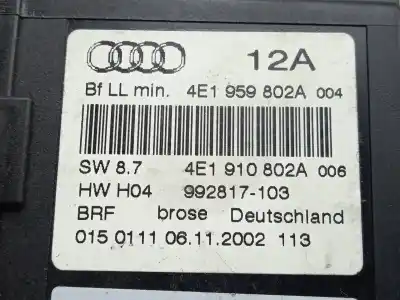 12A
Bf LL min. 4E1 959 802A 004
SW 8.7 4E1 910 802A 006
HW H04 992817-103
BRF brose Deutschland
015 0111 06.11.2002 113